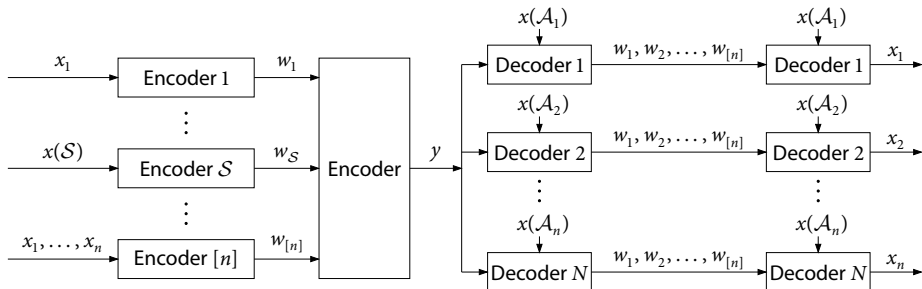 x(𝒜₁) x(𝒜₁)
x₁ Encoder 1 w₁ Decoder 1 w₁, w₂, . . . , w_[n] Decoder 1 x₁
⋮
x(𝒜₂) x(𝒜₂)
x(𝒮) Encoder 𝒮 w_𝒮 Encoder y Decoder 2 w₁, w₂, . . . , w_[n] Decoder 2 x₂
⋮ ⋮ ⋮
x(𝒜ₙ) x(𝒜ₙ)
x₁, . . . , xₙ Encoder [n] w_[n] Decoder N w₁, w₂, . . . , w_[n] Decoder N xₙ